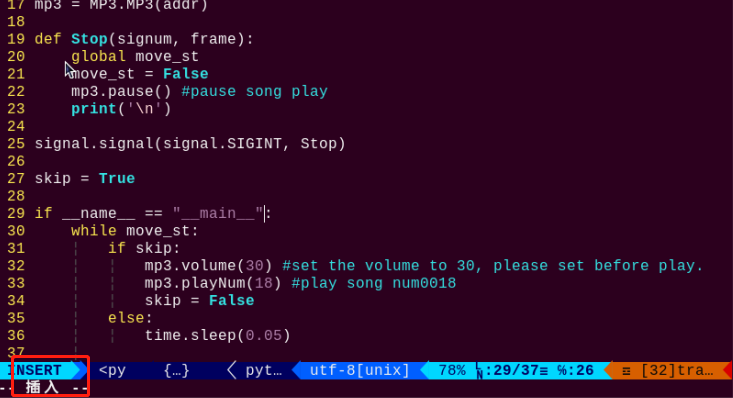 17 mp3 = MP3.MP3(addr)
18
19 def Stop(signum, frame):
20     global move_st
21     move_st = False
22     mp3.pause() #pause song play
23     print('\n')
24
25 signal.signal(signal.SIGINT, Stop)
26
27 skip = True
28
29 if __name__ == "__main__":
30     while move_st:
31         if skip:
32             mp3.volume(30) #set the volume to 30, please set before play.
33             mp3.playNum(18) #play song num0018
34             skip = False
35         else:
36             time.sleep(0.05)
37
INSERT <py {…} pyt… utf-8[unix] 78% ㏑:29/37≡ ℅:26 ≡ [32]tra…
-- 插入 --